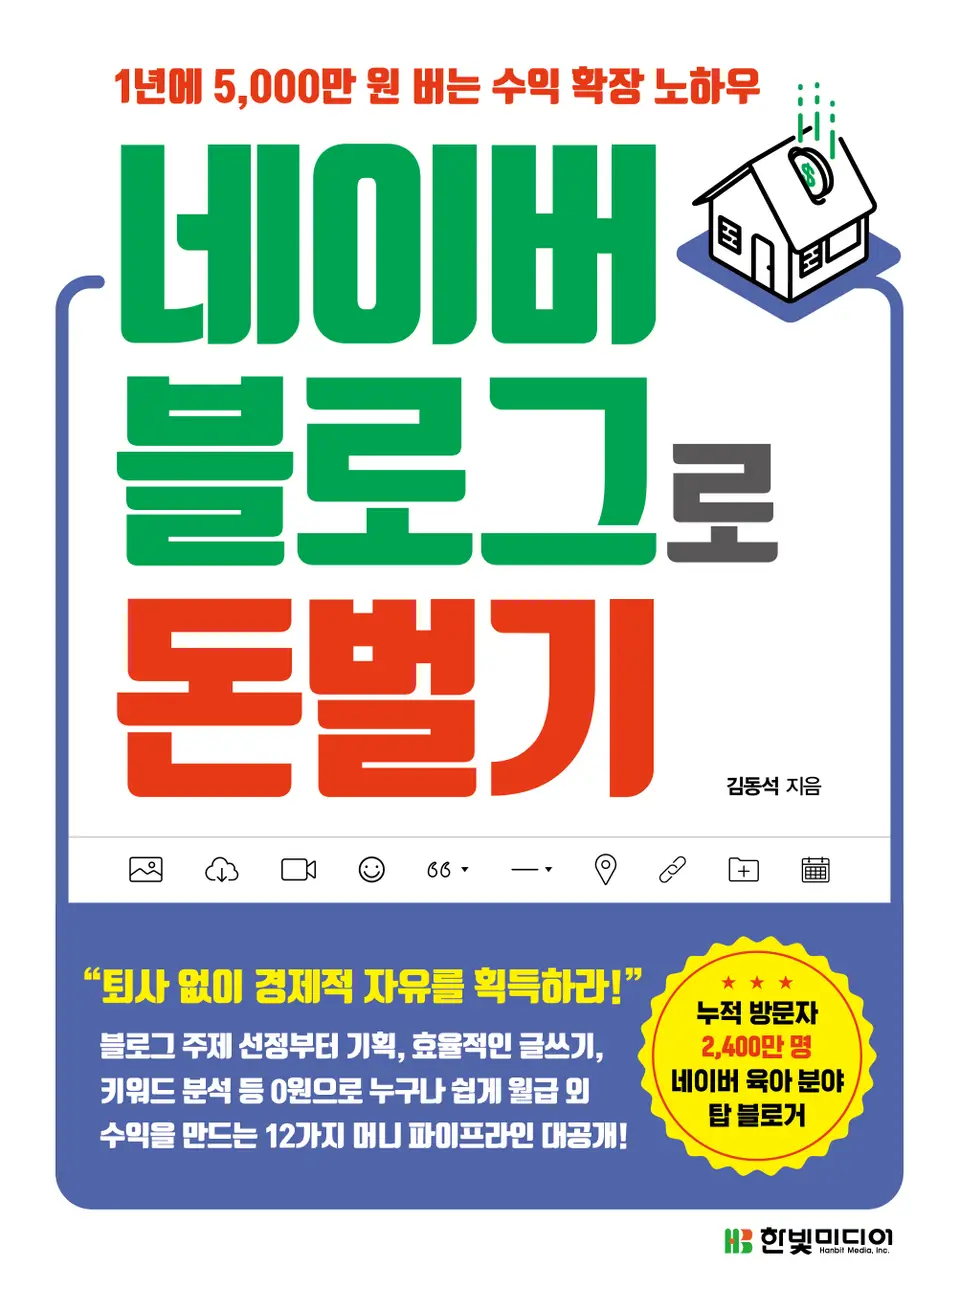 1년에 5,000만 원 버는 수익 확장 노하우
$
네이버
블로그로
돈벌기
김동석 지음
“퇴사 없이 경제적 자유를 획득하라!”
블로그 주제 선정부터 기획, 효율적인 글쓰기,
키워드 분석 등 0원으로 누구나 쉽게 월급 외
수익을 만드는 12가지 머니 파이프라인 대공개!
★ ★ ★
누적 방문자
2,400만 명
네이버 육아 분야
탑 블로거
HB 한빛미디어
Hanbit Media, Inc.